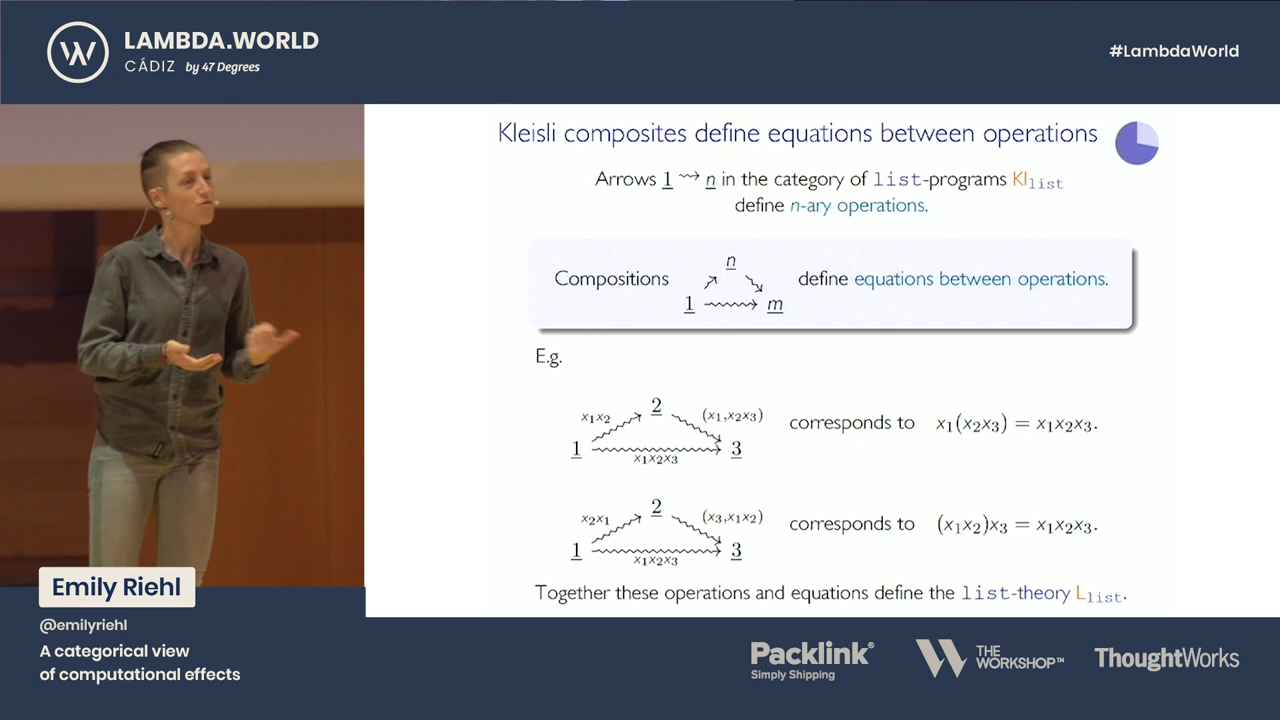 LAMBDA.WORLD
CÁDIZ by 47 Degrees
#LambdaWorld
Kleisli composites define equations between operations
Arrows 1 ⇝ n in the category of list-programs Kl_list
define n-ary operations.
n
Compositions define equations between operations.
1 m
E.g.
2
x₁x₂ (x₁,x₂x₃)
corresponds to x₁(x₂x₃) = x₁x₂x₃.
1 3
x₁x₂x₃
2
x₂x₁ (x₃,x₁x₂)
corresponds to (x₁x₂)x₃ = x₁x₂x₃.
1 3
x₁x₂x₃
Together these operations and equations define the list-theory L_list.
Emily Riehl
@emilyriehl
A categorical view
of computational effects
Packlink®
Simply Shipping
THE
WORKSHOP™
ThoughtWorks